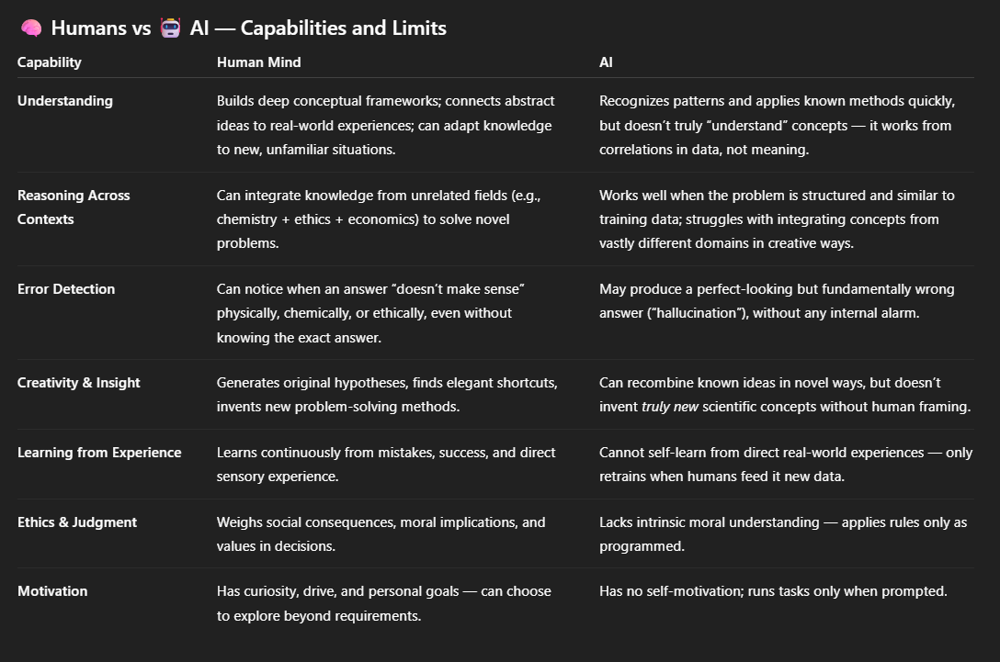 🧠 Humans vs 🤖 AI — Capabilities and Limits
Capability Human Mind AI
Understanding Builds deep conceptual frameworks; connects abstract Recognizes patterns and applies known methods quickly,
ideas to real-world experiences; can adapt knowledge but doesn’t truly “understand” concepts — it works from
to new, unfamiliar situations. correlations in data, not meaning.
Reasoning Across Can integrate knowledge from unrelated fields (e.g., Works well when the problem is structured and similar to
Contexts chemistry + ethics + economics) to solve novel training data; struggles with integrating concepts from
problems. vastly different domains in creative ways.
Error Detection Can notice when an answer “doesn’t make sense” May produce a perfect-looking but fundamentally wrong
physically, chemically, or ethically, even without answer (“hallucination”), without any internal alarm.
knowing the exact answer.
Creativity & Insight Generates original hypotheses, finds elegant shortcuts, Can recombine known ideas in novel ways, but doesn’t
invents new problem-solving methods. invent truly new scientific concepts without human framing.
Learning from Experience Learns continuously from mistakes, success, and direct Cannot self-learn from direct real-world experiences — only
sensory experience. retrains when humans feed it new data.
Ethics & Judgment Weighs social consequences, moral implications, and Lacks intrinsic moral understanding — applies rules only as
values in decisions. programmed.
Motivation Has curiosity, drive, and personal goals — can choose Has no self-motivation; runs tasks only when prompted.
to explore beyond requirements.